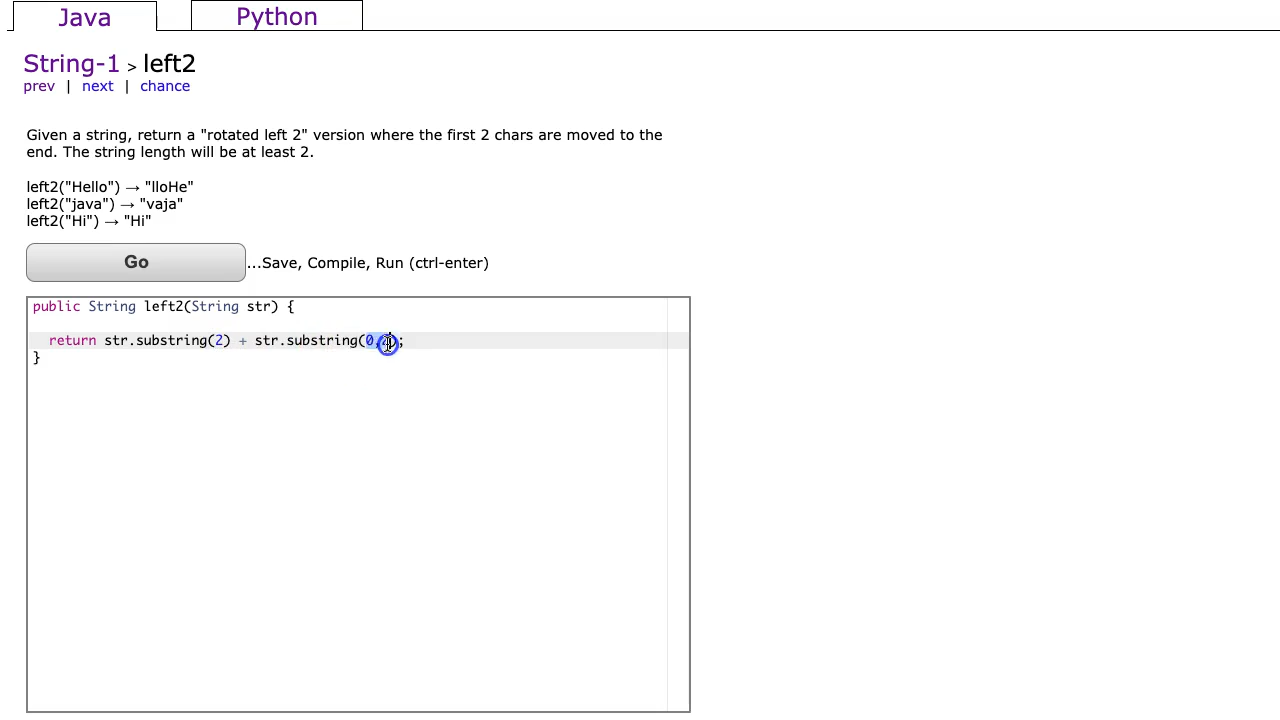 Java
Python
String-1 > left2
prev | next | chance
Given a string, return a "rotated left 2" version where the first 2 chars are moved to the
end. The string length will be at least 2.
left2("Hello") → "lloHe"
left2("java") → "vaja"
left2("Hi") → "Hi"
Go ...Save, Compile, Run (ctrl-enter)
public String left2(String str) {
return str.substring(2) + str.substring(0,2);
}